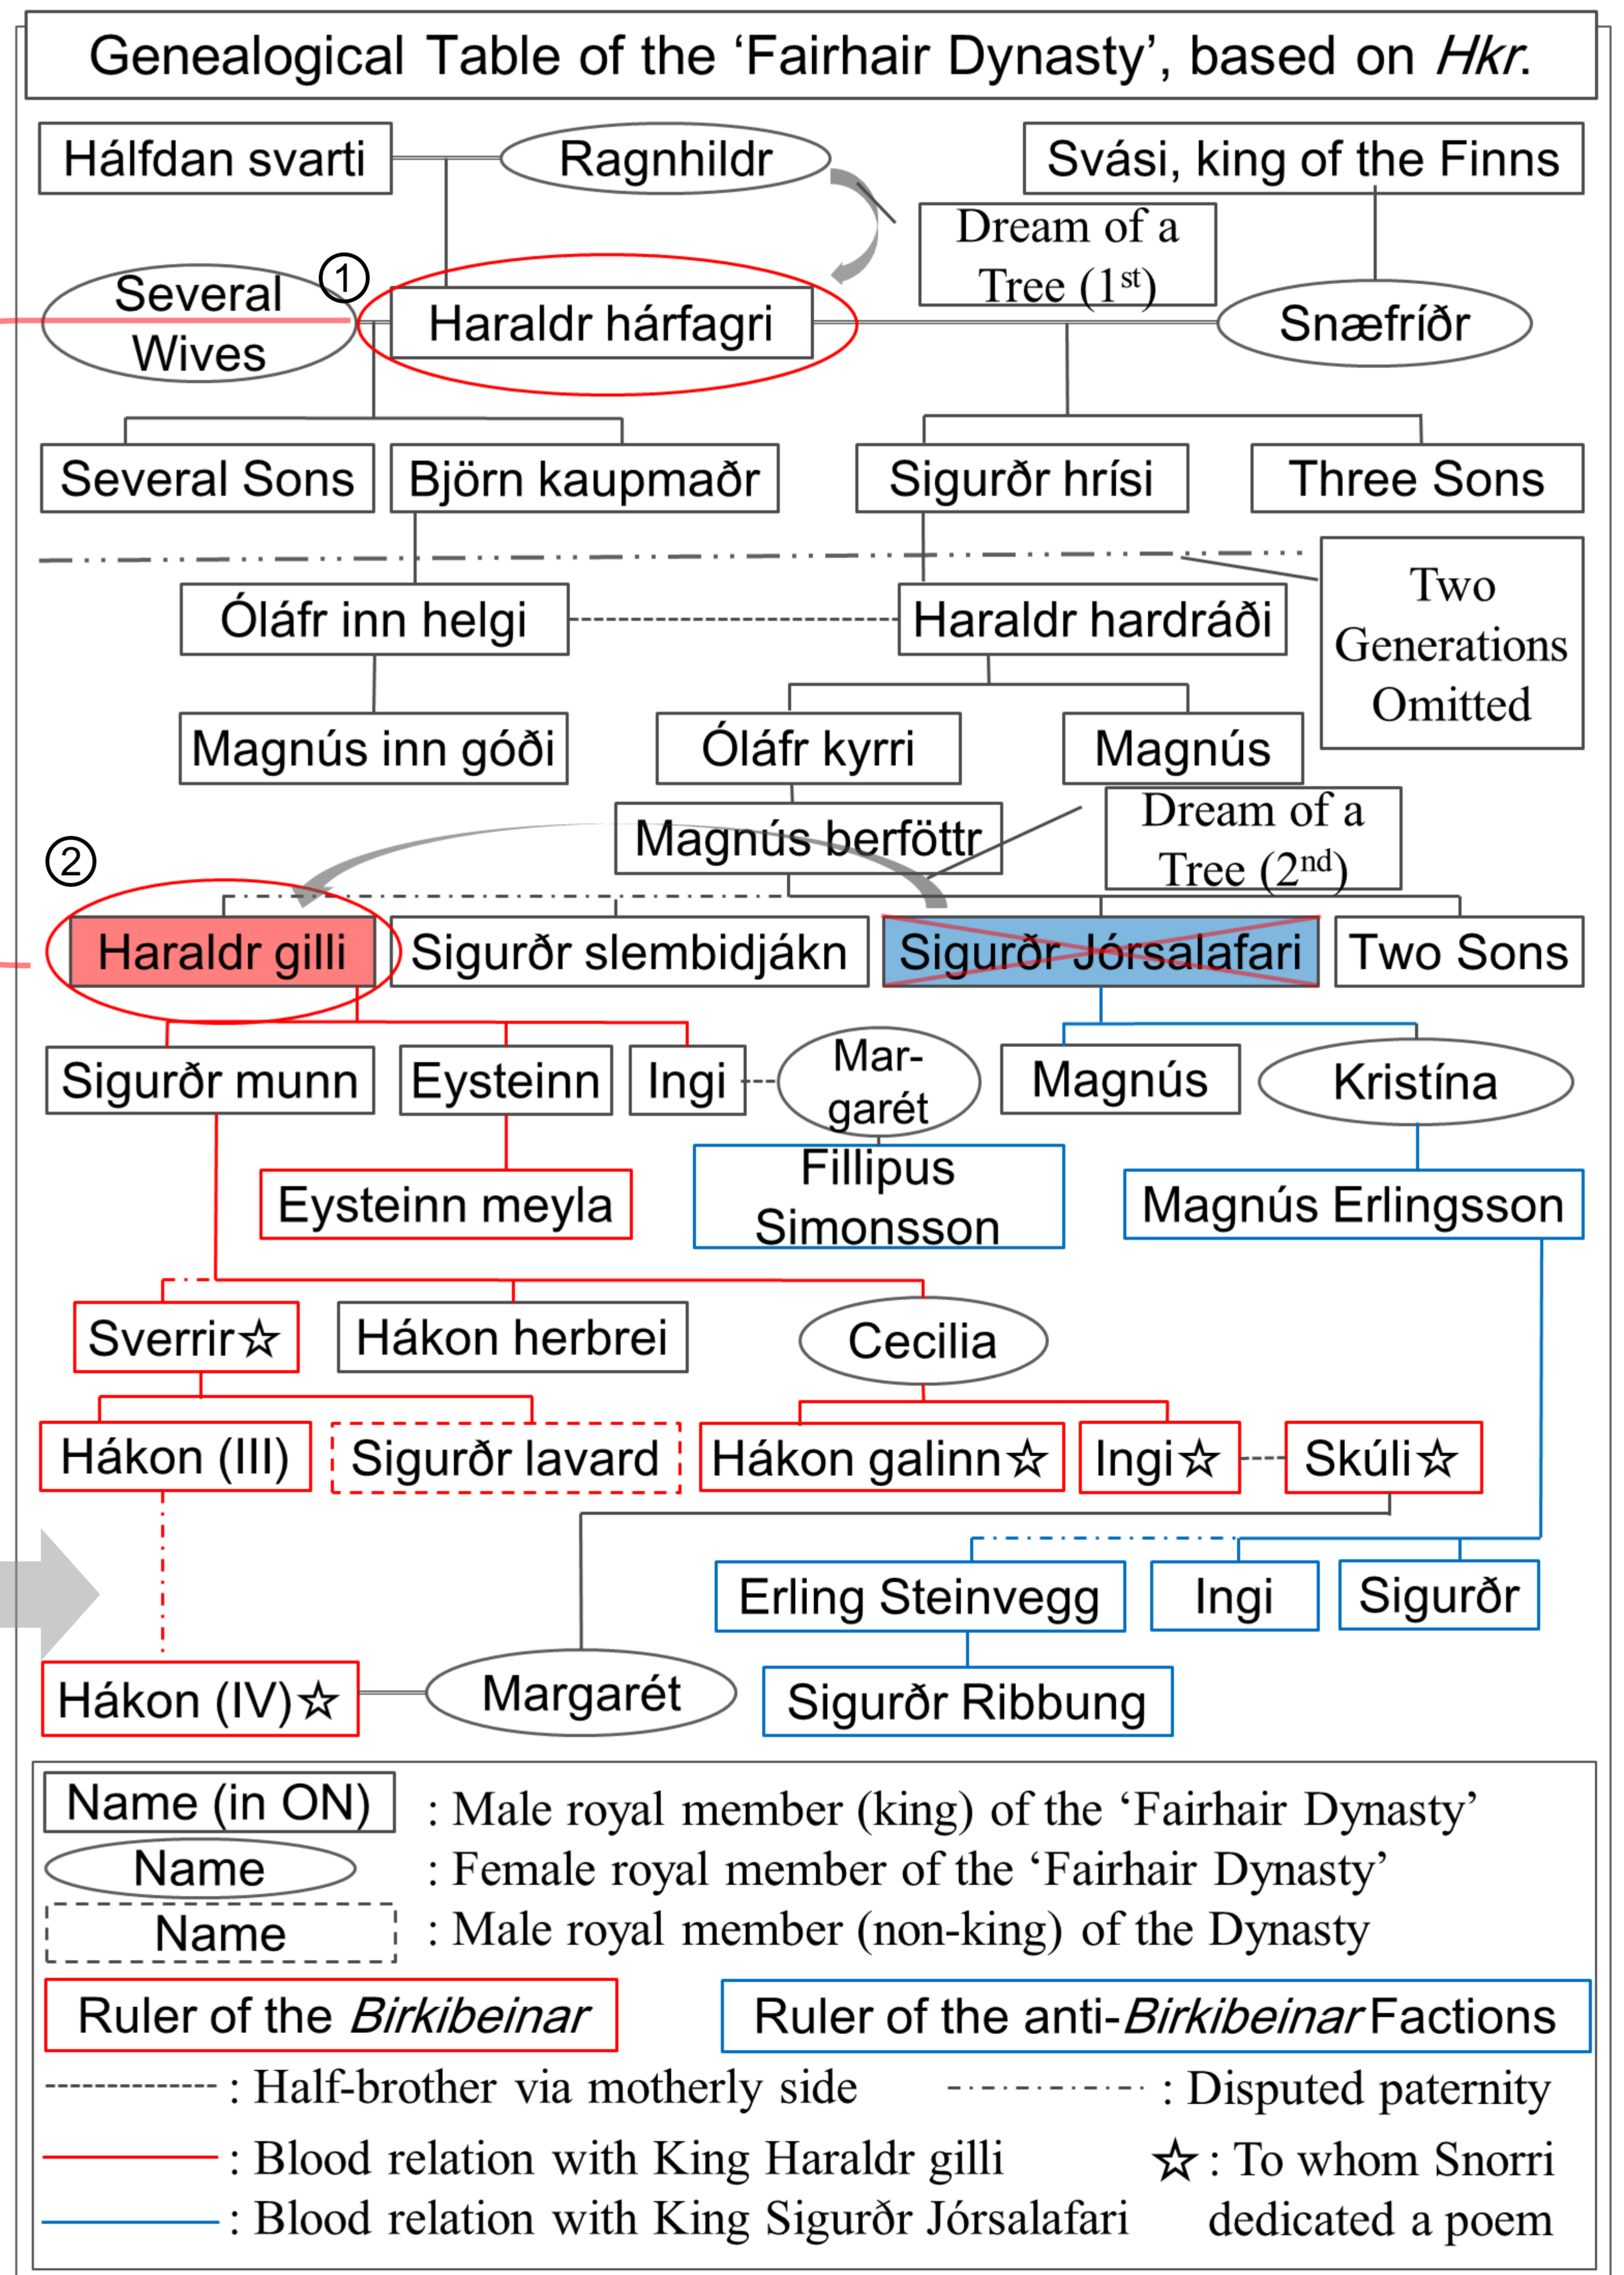 Genealogical Table of the ‘Fairhair Dynasty’, based on Hkr.
Hálfdan svarti
Ragnhildr
Svási, king of the Finns
Dream of a
Tree (1st)
①
Several
Wives
Haraldr hárfagri
Snæfríðr
Several Sons
Björn kaupmaðr
Sigurðr hrísi
Three Sons
Two
Generations
Omitted
Óláfr inn helgi
Haraldr hardráði
Magnús inn góði
Óláfr kyrri
Magnús
Magnús berföttr
Dream of a
Tree (2nd)
②
Haraldr gilli
Sigurðr slembidjákn
Sigurðr Jórsalafari
Two Sons
Sigurðr munn
Eysteinn
Ingi
Mar-
garét
Magnús
Kristína
Eysteinn meyla
Fillipus
Simonsson
Magnús Erlingsson
Sverrir☆
Hákon herbrei
Cecilia
Hákon (III)
Sigurðr lavard
Hákon galinn☆
Ingi☆
Skúli☆
Erling Steinvegg
Ingi
Sigurðr
Hákon (IV)☆
Margarét
Sigurðr Ribbung
Name (in ON) : Male royal member (king) of the ‘Fairhair Dynasty’
Name : Female royal member of the ‘Fairhair Dynasty’
Name : Male royal member (non-king) of the Dynasty
Ruler of the Birkibeinar
Ruler of the anti-Birkibeinar Factions
: Half-brother via motherly side
: Disputed paternity
: Blood relation with King Haraldr gilli
: Blood relation with King Sigurðr Jórsalafari
☆ : To whom Snorri
dedicated a poem